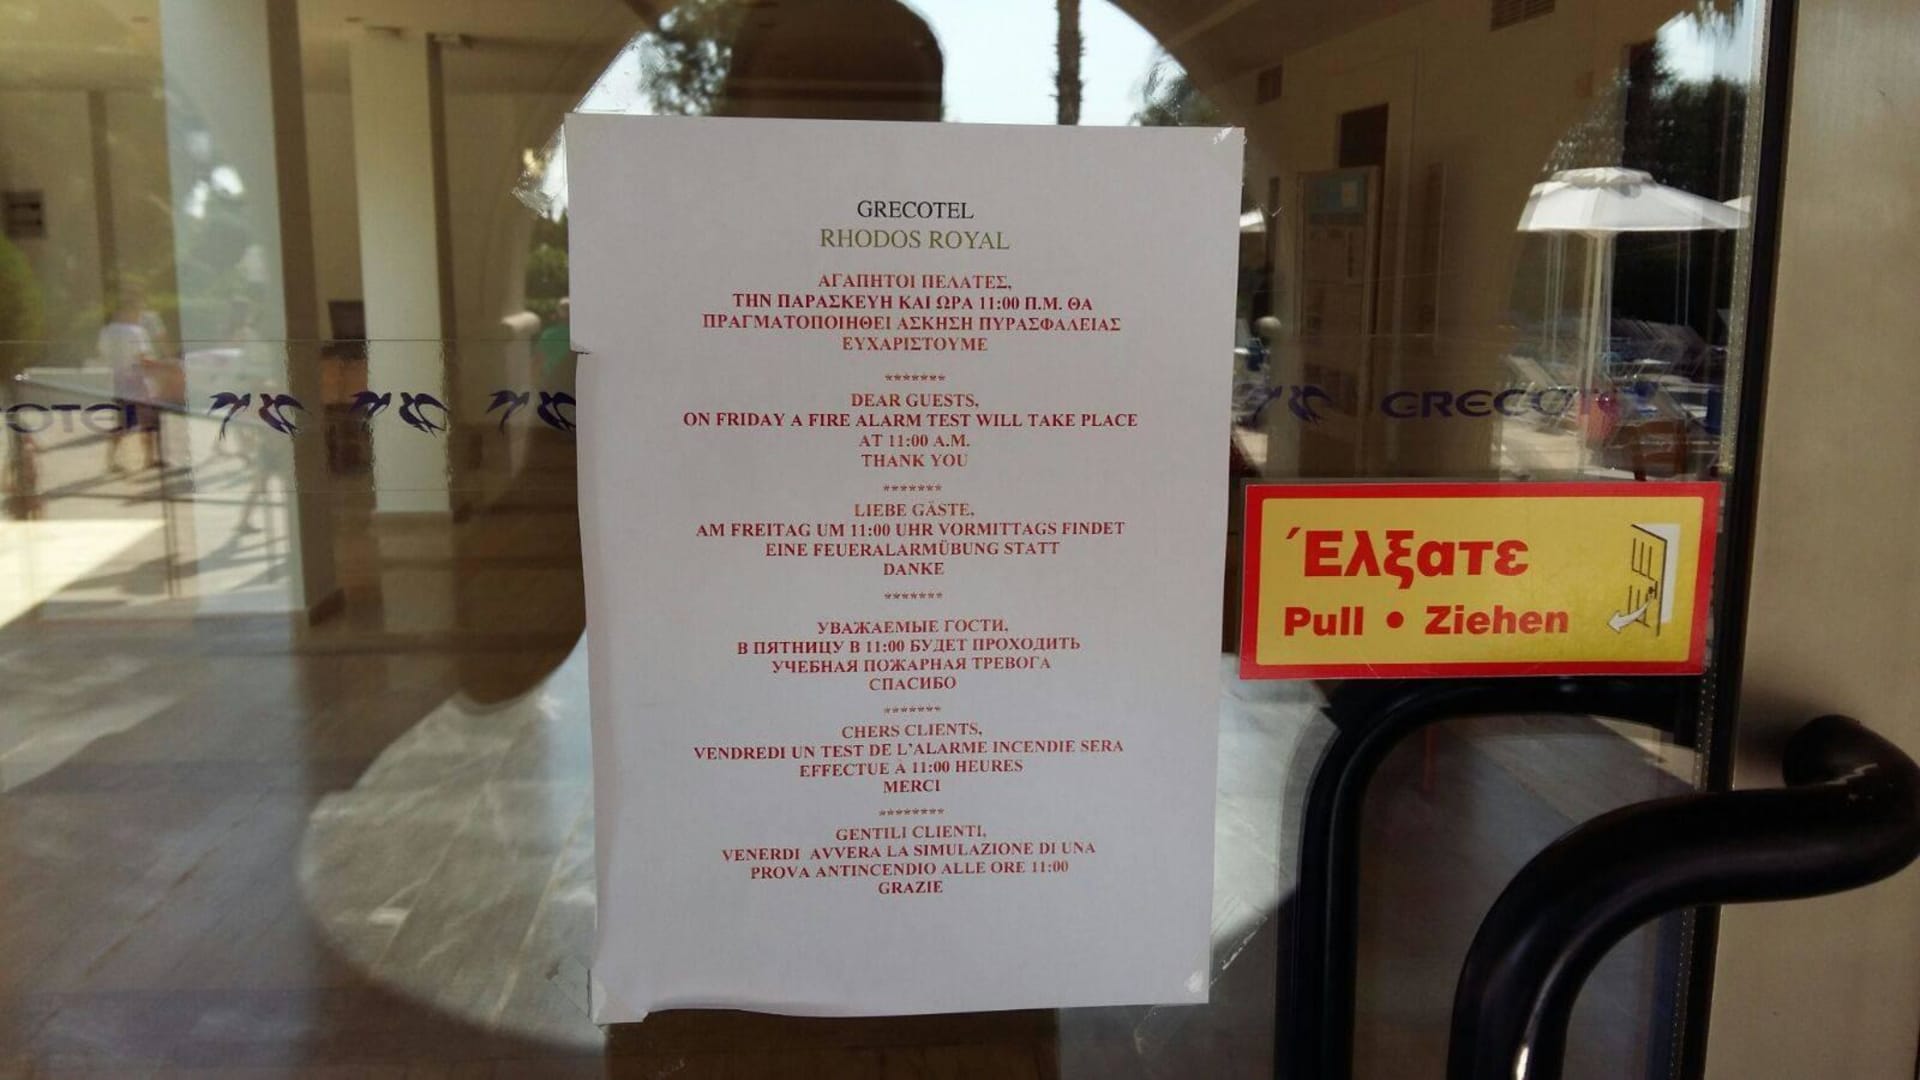 GRECOTEL
RHODOS ROYAL
ΑΓΑΠΗΤΟΙ ΠΕΛΑΤΕΣ,
ΤΗΝ ΠΑΡΑΣΚΕΥΗ ΚΑΙ ΩΡΑ 11:00 Π.Μ. ΘΑ
ΠΡΑΓΜΑΤΟΠΟΙΗΘΕΙ ΑΣΚΗΣΗ ΠΥΡΑΣΦΑΛΕΙΑΣ
ΕΥΧΑΡΙΣΤΟΥΜΕ
*******
DEAR GUESTS,
ON FRIDAY A FIRE ALARM TEST WILL TAKE PLACE
AT 11:00 A.M.
THANK YOU
*******
LIEBE GÄSTE,
AM FREITAG UM 11:00 UHR VORMITTAGS FINDET
EINE FEUERALARMÜBUNG STATT
DANKE
*******
УВАЖАЕМЫЕ ГОСТИ,
В ПЯТНИЦУ В 11:00 БУДЕТ ПРОХОДИТЬ
УЧЕБНАЯ ПОЖАРНАЯ ТРЕВОГА
СПАСИБО
*******
CHERS CLIENTS,
VENDREDI UN TEST DE L'ALARME INCENDIE SERA
EFFECTUE A 11:00 HEURES
MERCI
********
GENTILI CLIENTI,
VENERDI AVVERA LA SIMULAZIONE DI UNA
PROVA ANTINCENDIO ALLE ORE 11:00
GRAZIE
OTEL
GRECOT
Έλξατε
Pull • Ziehen